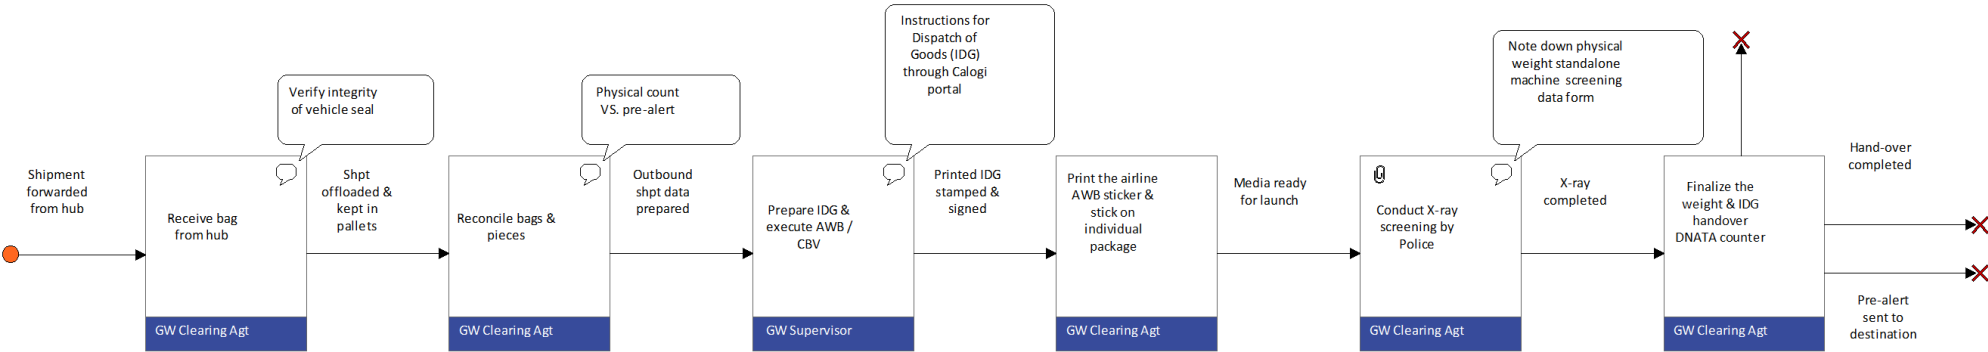 Shipment
forwarded
from hub
Receive bag
from hub
GW Clearing Agt
Verify integrity
of vehicle seal
Shpt
offloaded &
kept in
pallets
Reconcile bags &
pieces
GW Clearing Agt
Physical count
VS. pre-alert
Outbound
shpt data
prepared
Prepare IDG &
execute AWB /
CBV
GW Supervisor
Instructions for
Dispatch of
Goods (IDG)
through Calogi
portal
Printed IDG
stamped &
signed
Print the airline
AWB sticker &
stick on
individual
package
GW Clearing Agt
Media ready
for launch
Conduct X-ray
screening by
Police
GW Clearing Agt
Note down physical
weight standalone
machine screening
data form
X-ray
completed
Finalize the
weight & IDG
handover
DNATA counter
GW Clearing Agt
Hand-over
completed
Pre-alert
sent to
destination